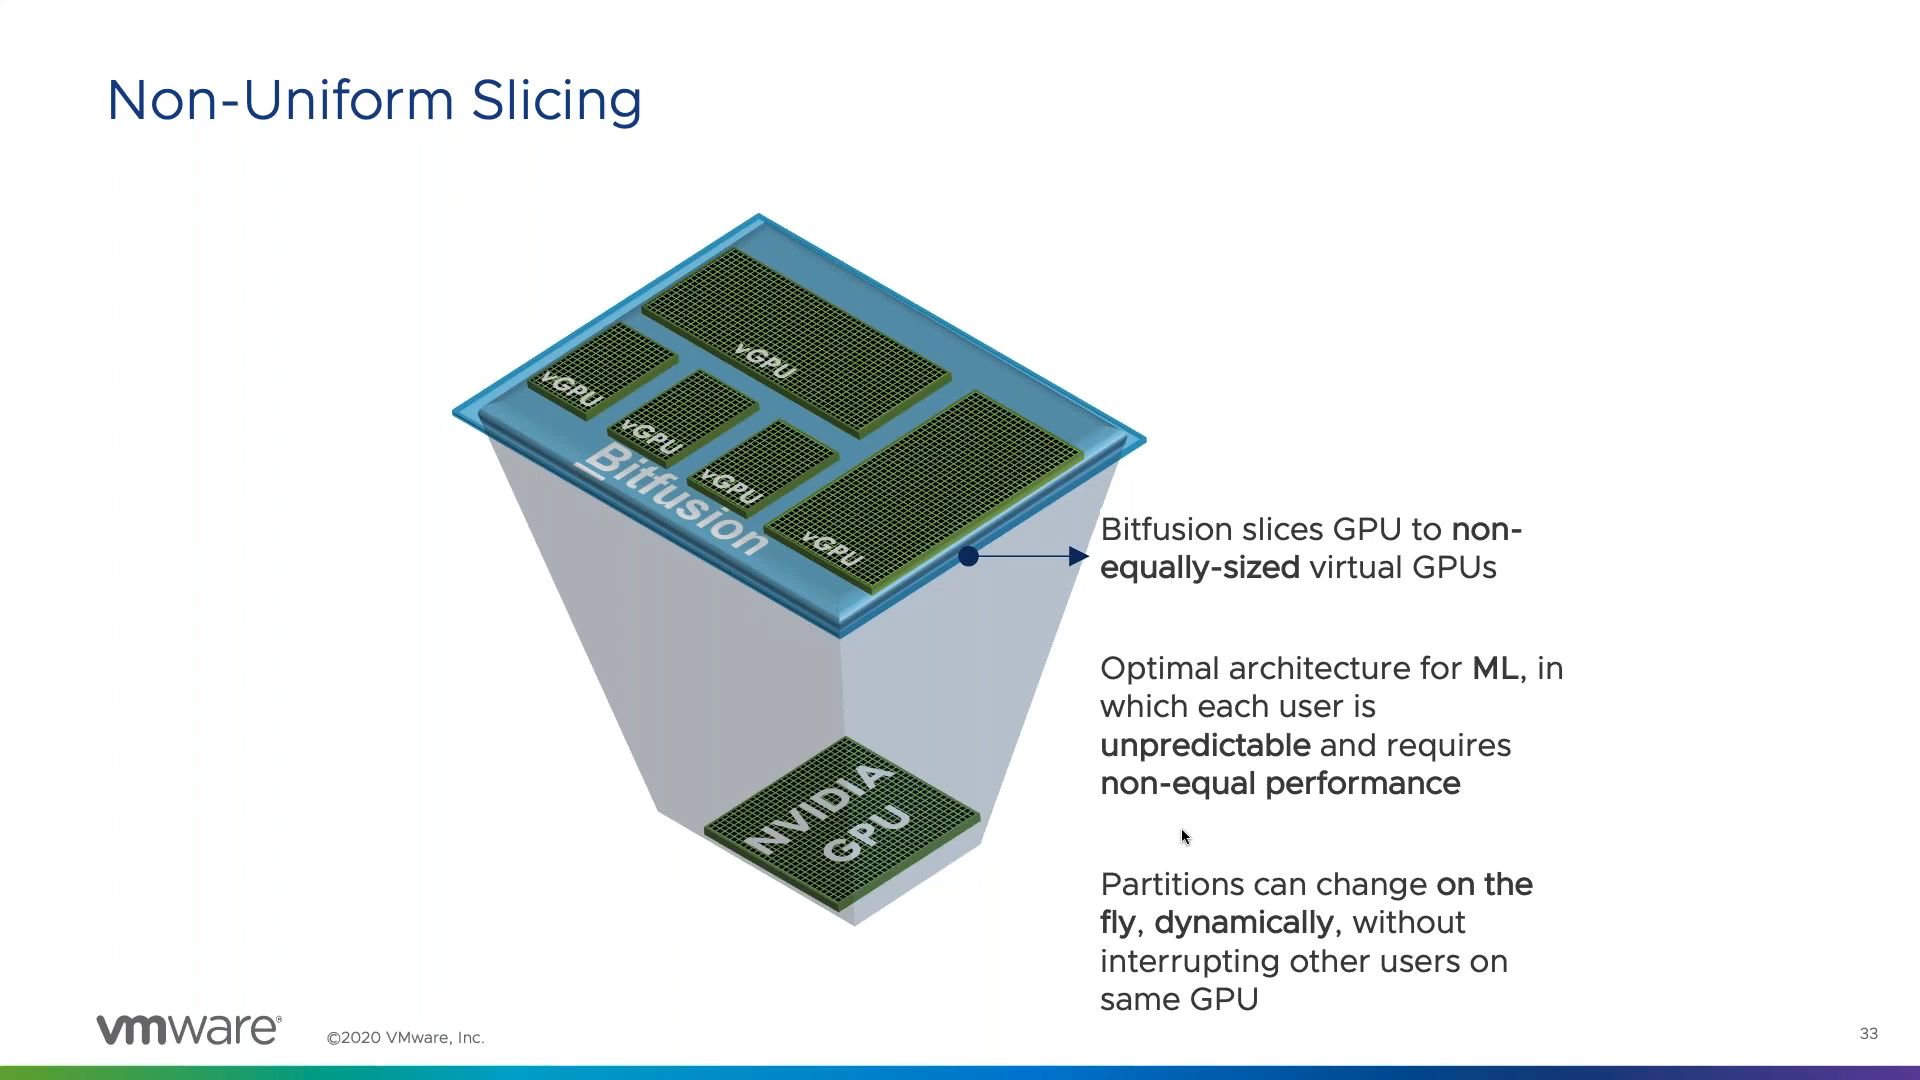 Non-Uniform Slicing
vGPU
vGPU
vGPU
vGPU
vGPU
Bitfusion
NVIDIA
GPU
Bitfusion slices GPU to non-
equally-sized virtual GPUs
Optimal architecture for ML, in
which each user is
unpredictable and requires
non-equal performance
Partitions can change on the
fly, dynamically, without
interrupting other users on
same GPU
vmware®
©2020 VMware, Inc.
33